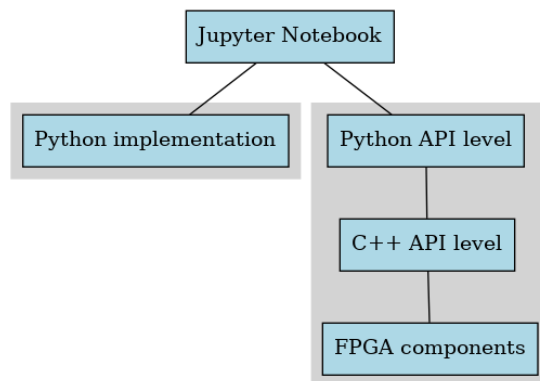 Jupyter Notebook
Python implementation
Python API level
C++ API level
FPGA components